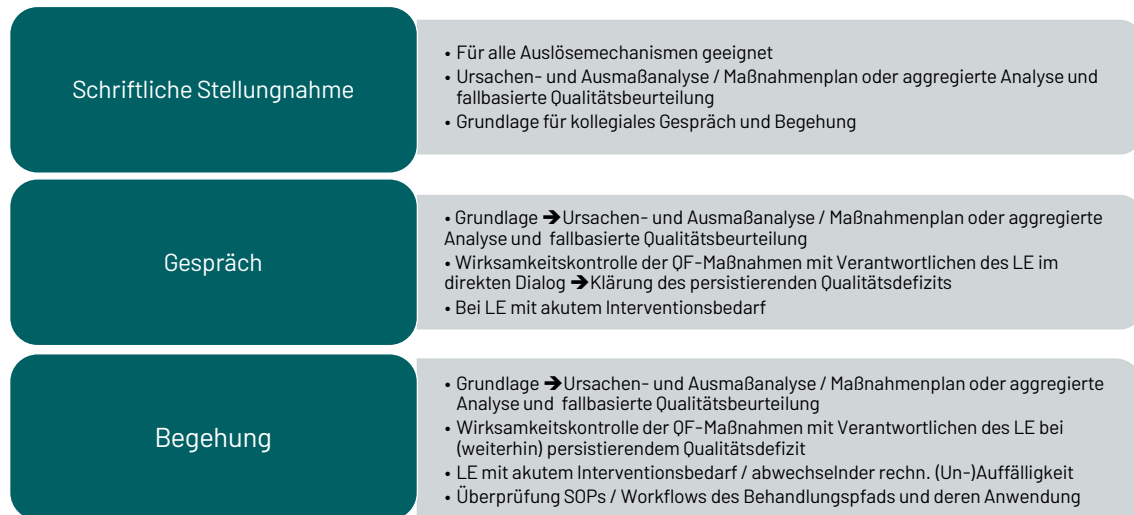 Schriftliche Stellungnahme
• Für alle Auslösemechanismen geeignet
• Ursachen- und Ausmaßanalyse / Maßnahmenplan oder aggregierte Analyse und
fallbasierte Qualitätsbeurteilung
• Grundlage für kollegiales Gespräch und Begehung
Gespräch
• Grundlage ➔Ursachen- und Ausmaßanalyse / Maßnahmenplan oder aggregierte
Analyse und fallbasierte Qualitätsbeurteilung
• Wirksamkeitskontrolle der QF-Maßnahmen mit Verantwortlichen des LE im
direkten Dialog ➔Klärung des persistierenden Qualitätsdefizits
• Bei LE mit akutem Interventionsbedarf
Begehung
• Grundlage ➔Ursachen- und Ausmaßanalyse / Maßnahmenplan oder aggregierte
Analyse und fallbasierte Qualitätsbeurteilung
• Wirksamkeitskontrolle der QF-Maßnahmen mit Verantwortlichen des LE bei
(weiterhin) persistierendem Qualitätsdefizit
• LE mit akutem Interventionsbedarf / abwechselnder rechn. (Un-)Auffälligkeit
• Überprüfung SOPs / Workflows des Behandlungspfads und deren Anwendung